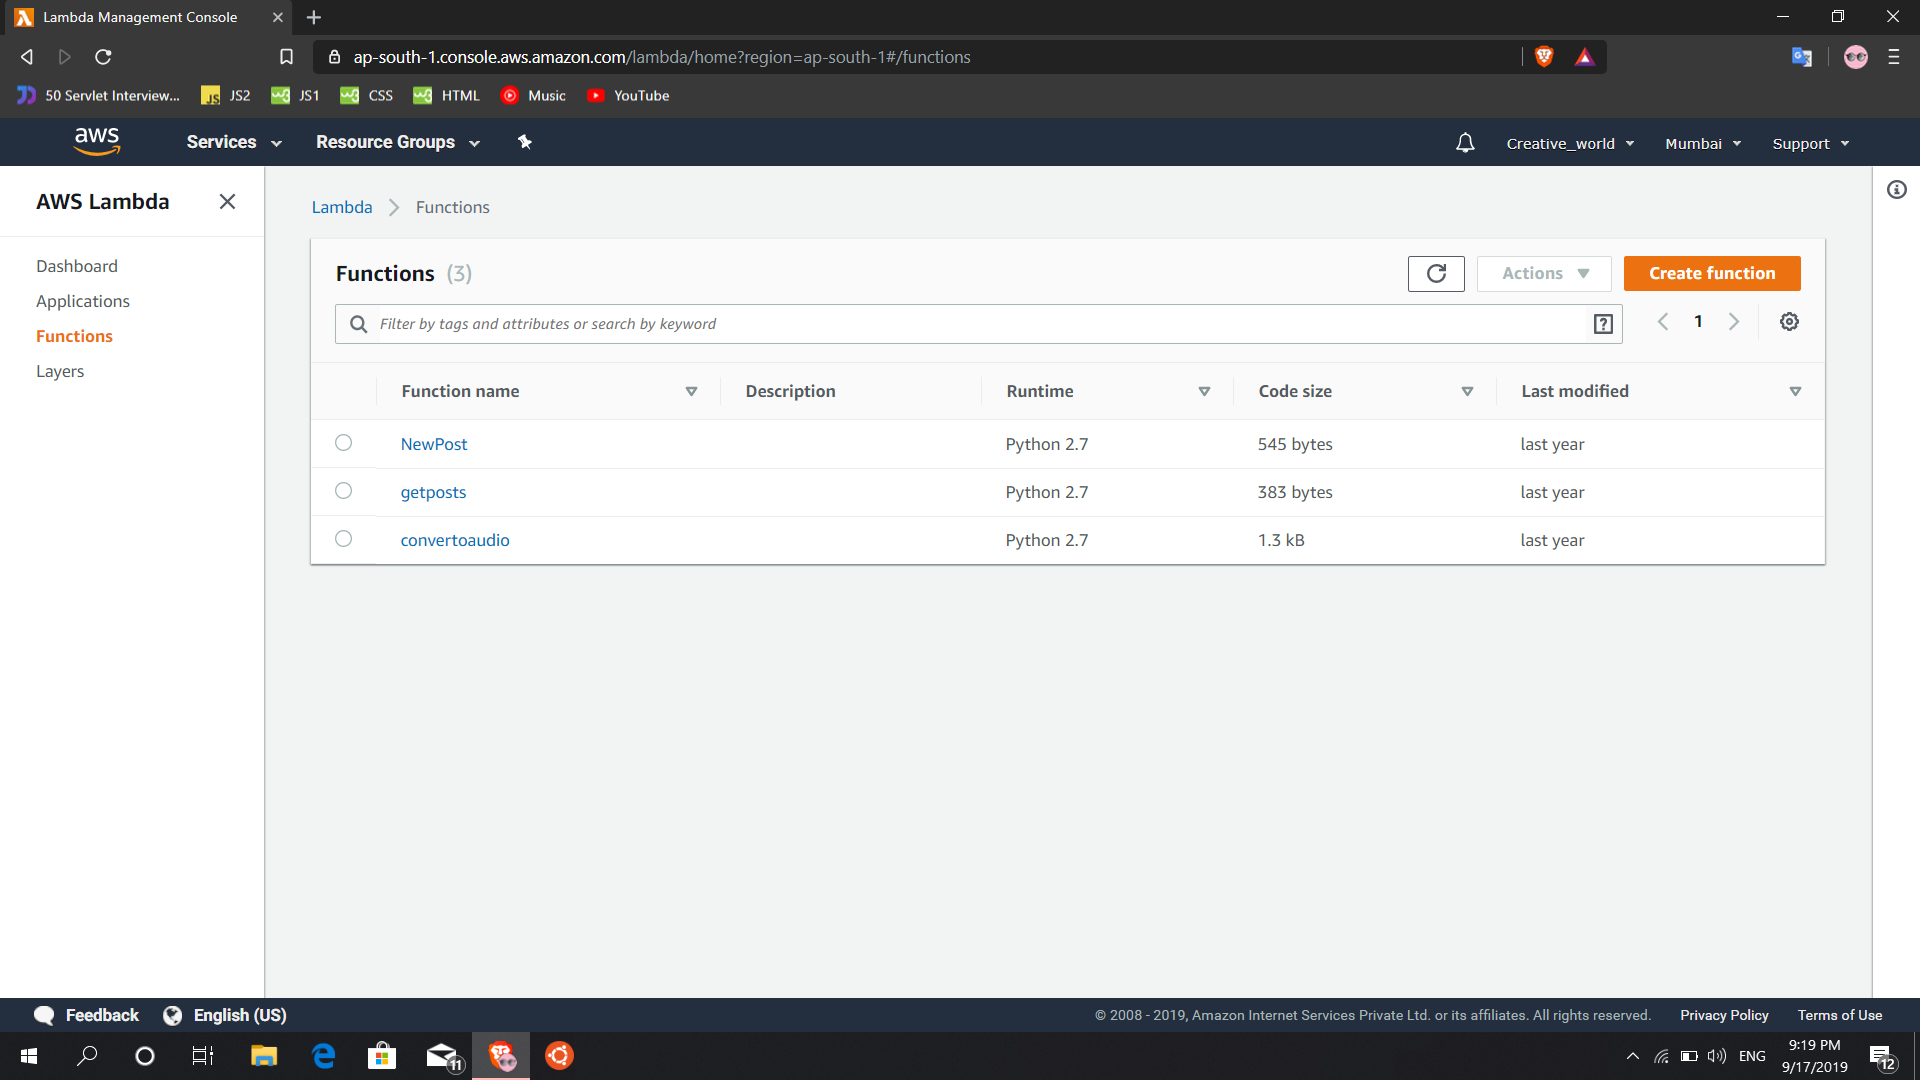 Lambda Management Console
ap-south-1.console.aws.amazon.com/lambda/home?region=ap-south-1#/functions
50 Servlet Interview... JS2 JS1 CSS HTML Music YouTube
aws Services Resource Groups Creative_world Mumbai Support
AWS Lambda
Dashboard
Applications
Functions
Layers
Lambda Functions
Functions (3) Actions Create function
Filter by tags and attributes or search by keyword 1
Function name Description Runtime Code size Last modified
NewPost Python 2.7 545 bytes last year
getposts Python 2.7 383 bytes last year
convertoaudio Python 2.7 1.3 kB last year
Feedback English (US) © 2008 - 2019, Amazon Internet Services Private Ltd. or its affiliates. All rights reserved. Privacy Policy Terms of Use
11 ENG 9:19 PM 12
9/17/2019